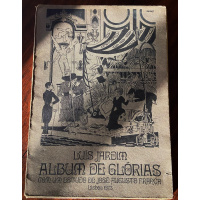 LUIS JARDIM
ALBUM DE GLÓRIAS
COM UM ESTUDO DE JOSÉ AUGUSTO FRANÇA